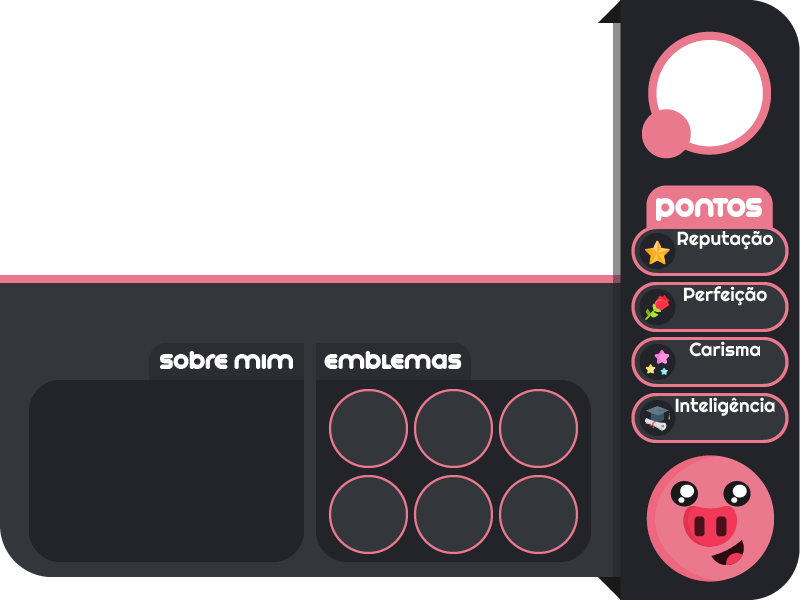 PONTOS
Reputação
Perfeição
Carisma
Inteligência
SOBRE MIM
EMBLEMAS